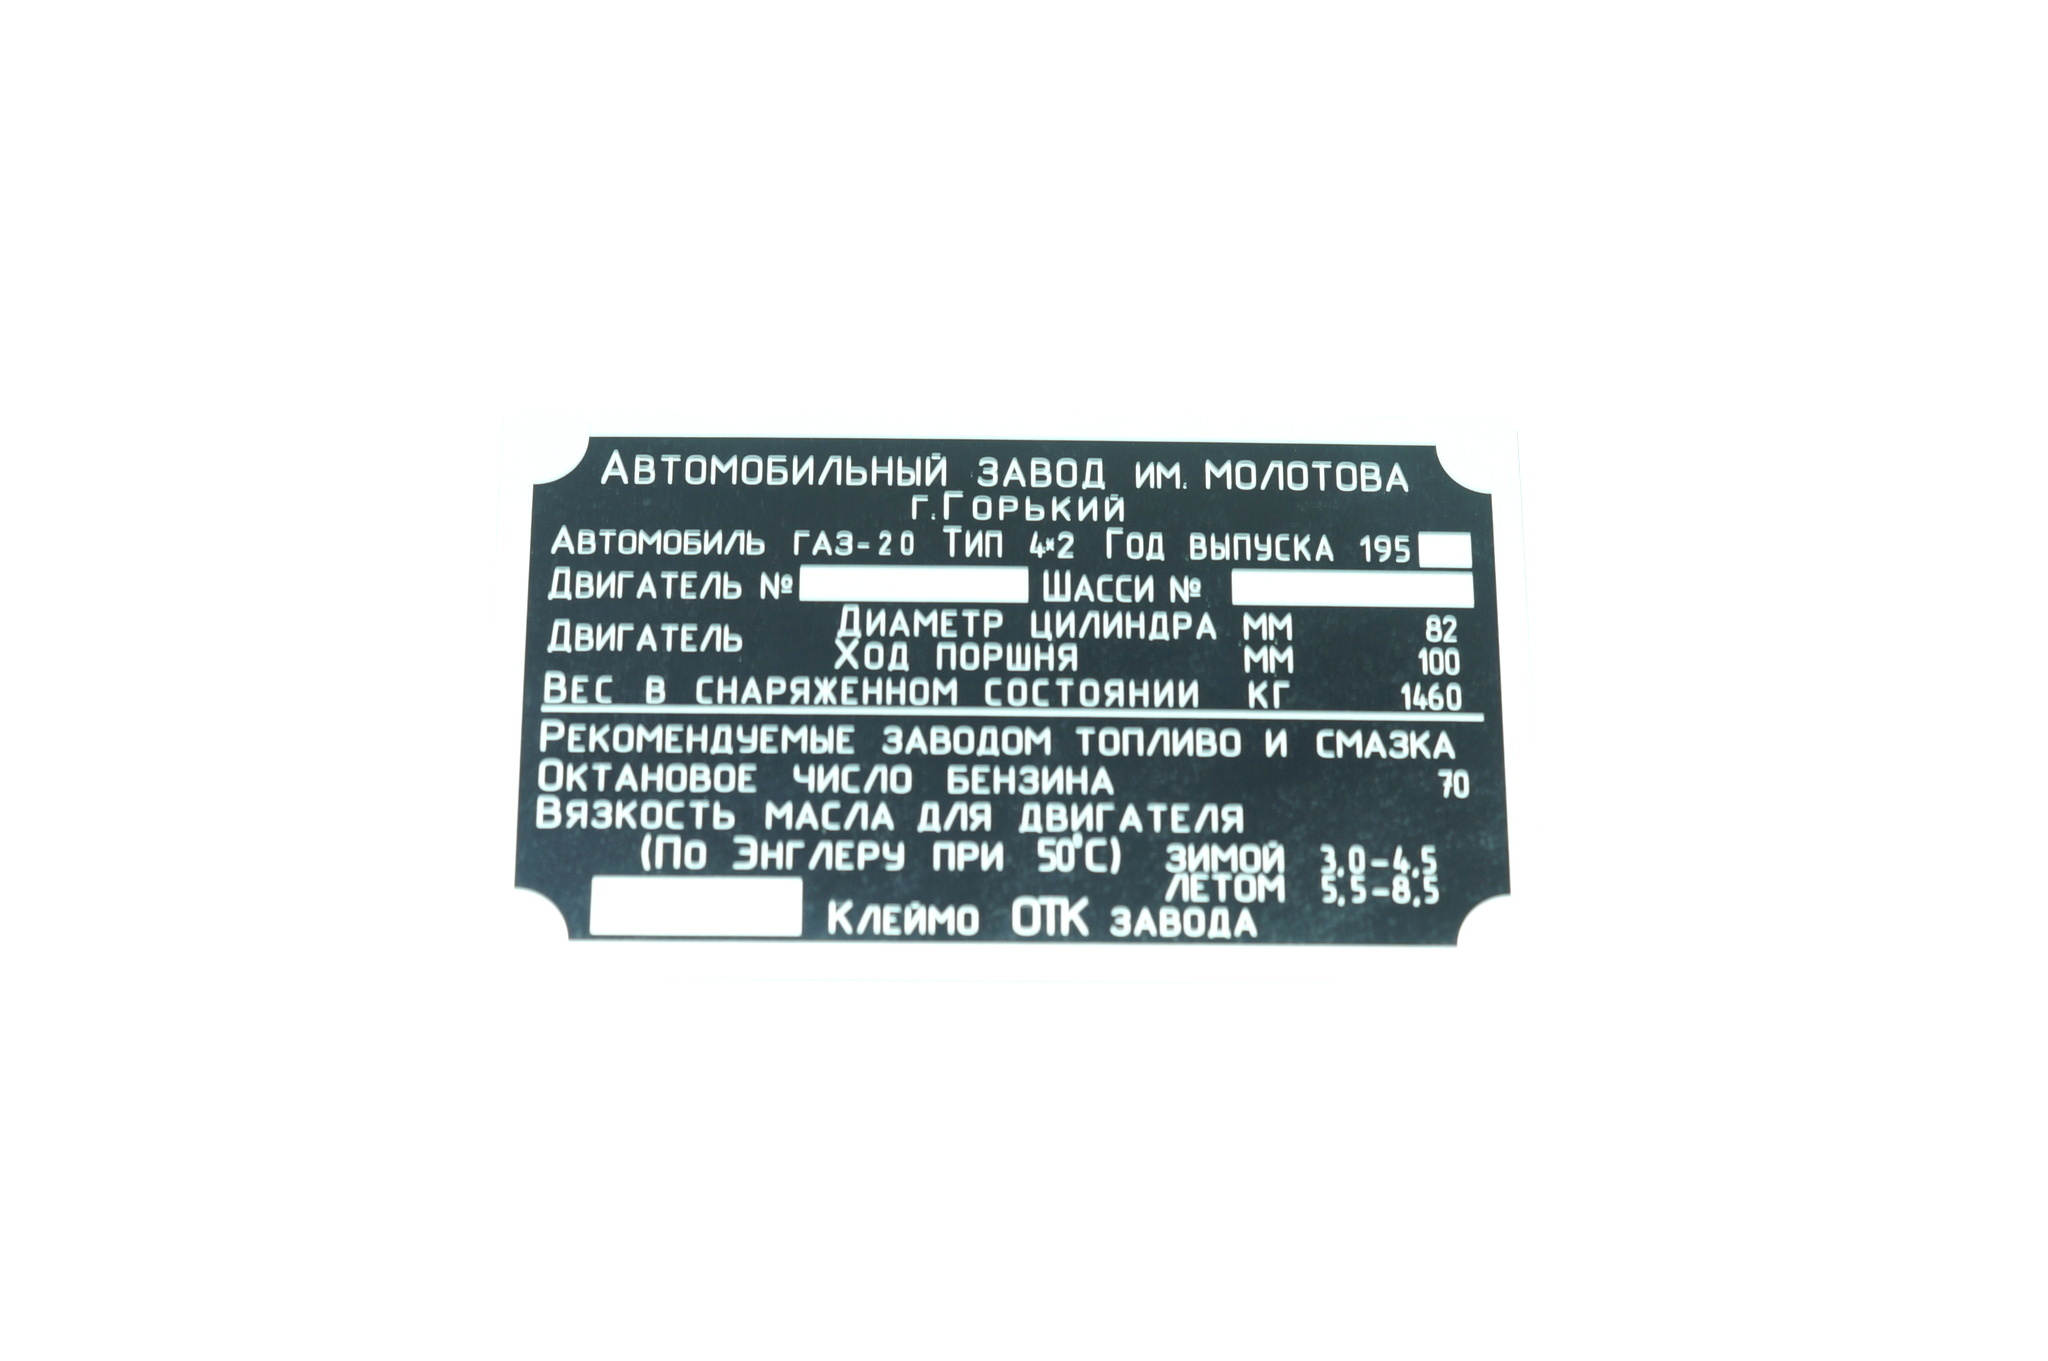 Автомобильный завод им. Молотова
г. Горький
Автомобиль ГАЗ-20 Тип 4×2 Год выпуска 195
Двигатель № Шасси №
Двигатель Диаметр цилиндра мм 82
Ход поршня мм 100
Вес в снаряженном состоянии кг 1460
Рекомендуемые заводом топливо и смазка
Октановое число бензина 70
Вязкость масла для двигателя
(По Энглеру при 50°С) зимой 3,0-4,5
летом 5,5-8,5
Клеймо ОТК завода